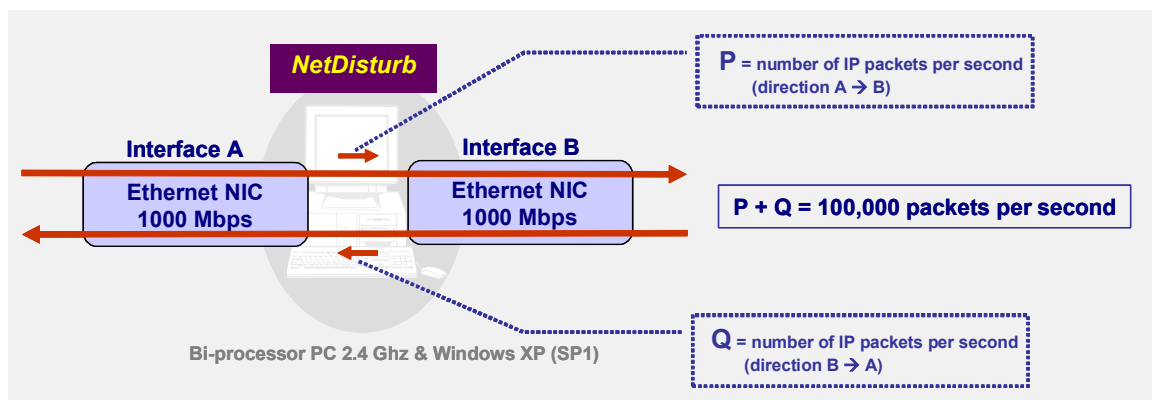 NetDisturb
P = number of IP packets per second
(direction A → B)
Interface A
Interface B
Ethernet NIC
1000 Mbps
Ethernet NIC
1000 Mbps
P + Q = 100,000 packets per second
Q = number of IP packets per second
(direction B → A)
Bi-processor PC 2.4 Ghz & Windows XP (SP1)